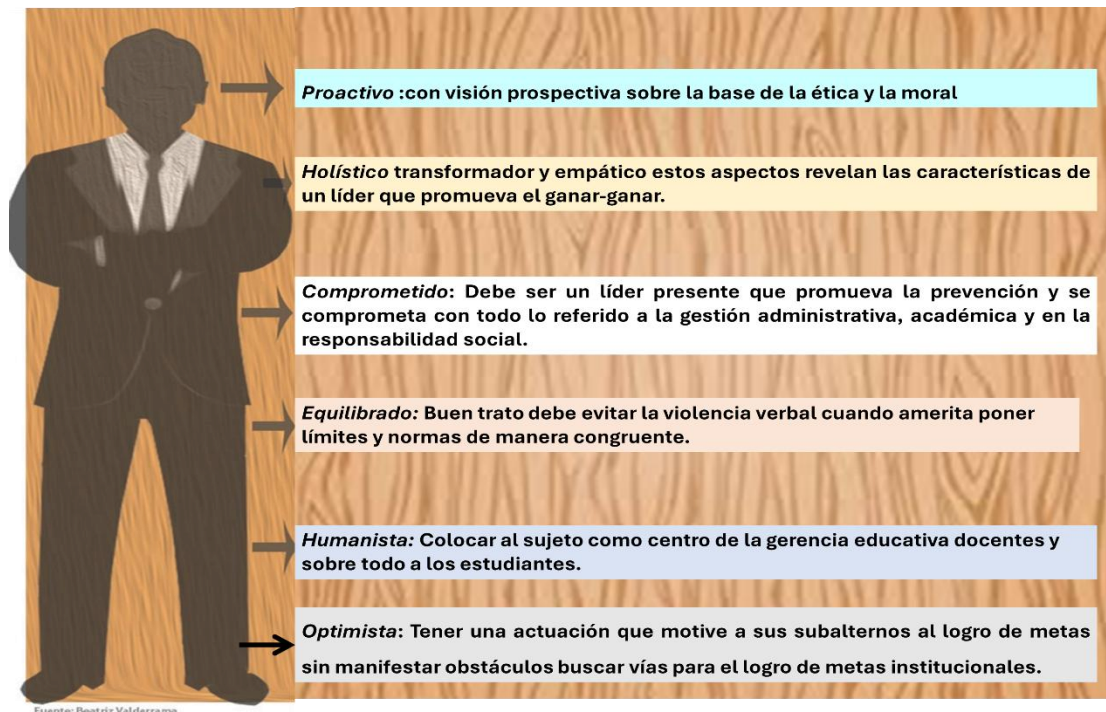 Proactivo :con visión prospectiva sobre la base de la ética y la moral
Holístico transformador y empático estos aspectos revelan las características de
un líder que promueva el ganar-ganar.
Comprometido: Debe ser un líder presente que promueva la prevención y se
comprometa con todo lo referido a la gestión administrativa, académica y en la
responsabilidad social.
Equilibrado: Buen trato debe evitar la violencia verbal cuando amerita poner
límites y normas de manera congruente.
Humanista: Colocar al sujeto como centro de la gerencia educativa docentes y
sobre todo a los estudiantes.
Optimista: Tener una actuación que motive a sus subalternos al logro de metas
sin manifestar obstáculos buscar vías para el logro de metas institucionales.
Fuente: Beatriz Valderrama